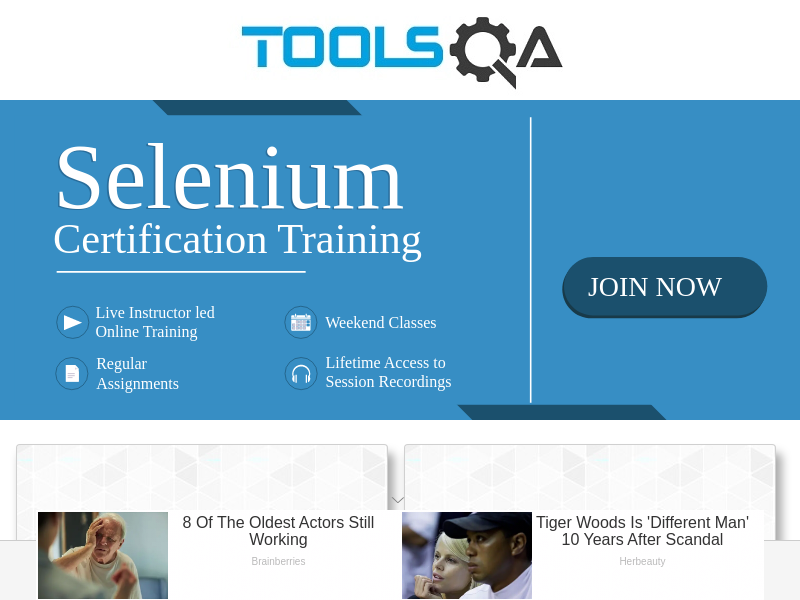 TOOLSQA
Selenium
Certification Training
JOIN NOW
Live Instructor led
Online Training
Weekend Classes
Regular
Assignments
Lifetime Access to
Session Recordings
8 Of The Oldest Actors Still
Working
Brainberries
Tiger Woods Is 'Different Man'
10 Years After Scandal
Herbeauty